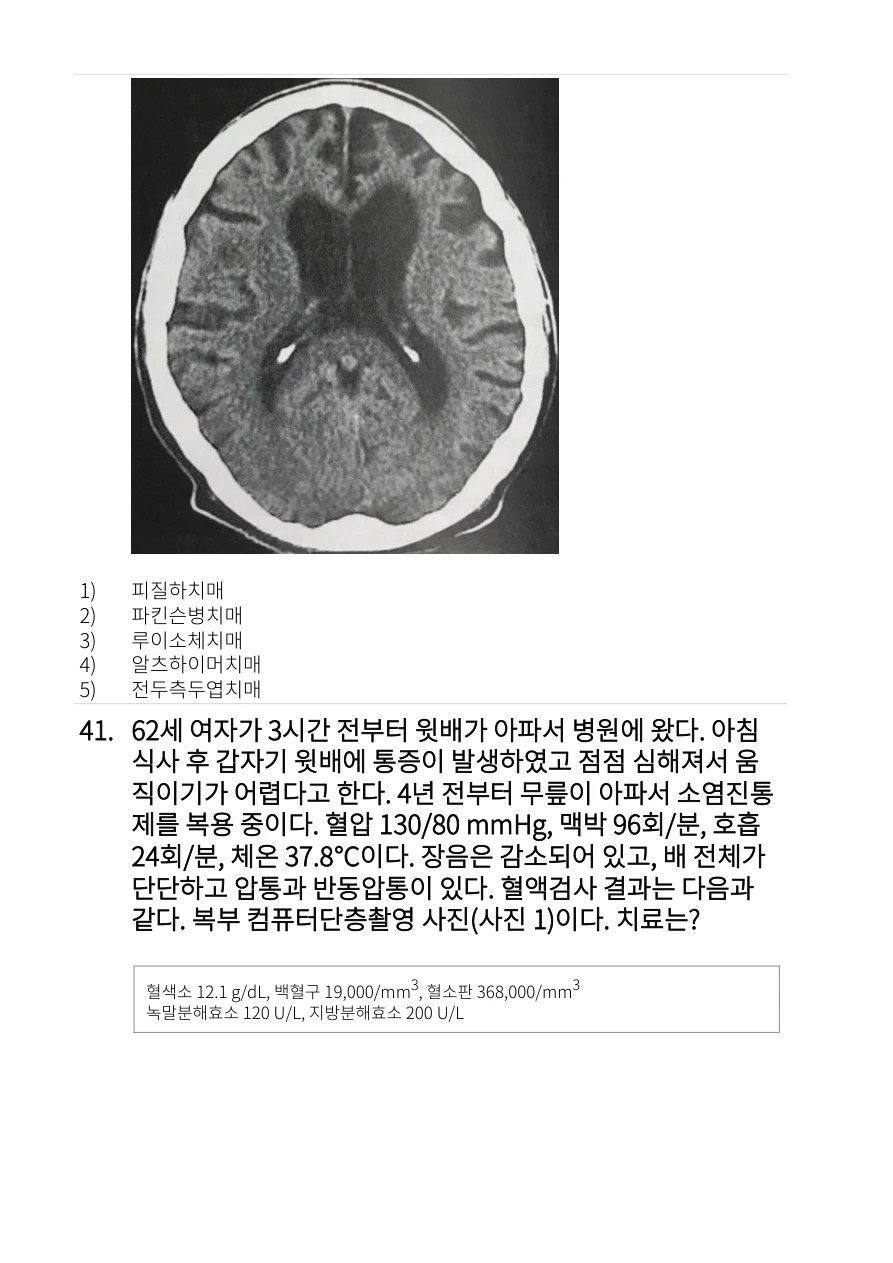 1) 피질하치매
2) 파킨슨병치매
3) 루이소체치매
4) 알츠하이머치매
5) 전두측두엽치매
41. 62세 여자가 3시간 전부터 윗배가 아파서 병원에 왔다. 아침
식사 후 갑자기 윗배에 통증이 발생하였고 점점 심해져서 움
직이기가 어렵다고 한다. 4년 전부터 무릎이 아파서 소염진통
제를 복용 중이다. 혈압 130/80 mmHg, 맥박 96회/분, 호흡
24회/분, 체온 37.8℃이다. 장음은 감소되어 있고, 배 전체가
단단하고 압통과 반동압통이 있다. 혈액검사 결과는 다음과
같다. 복부 컴퓨터단층촬영 사진(사진 1)이다. 치료는?
혈색소 12.1 g/dL, 백혈구 19,000/mm³, 혈소판 368,000/mm³
녹말분해효소 120 U/L, 지방분해효소 200 U/L